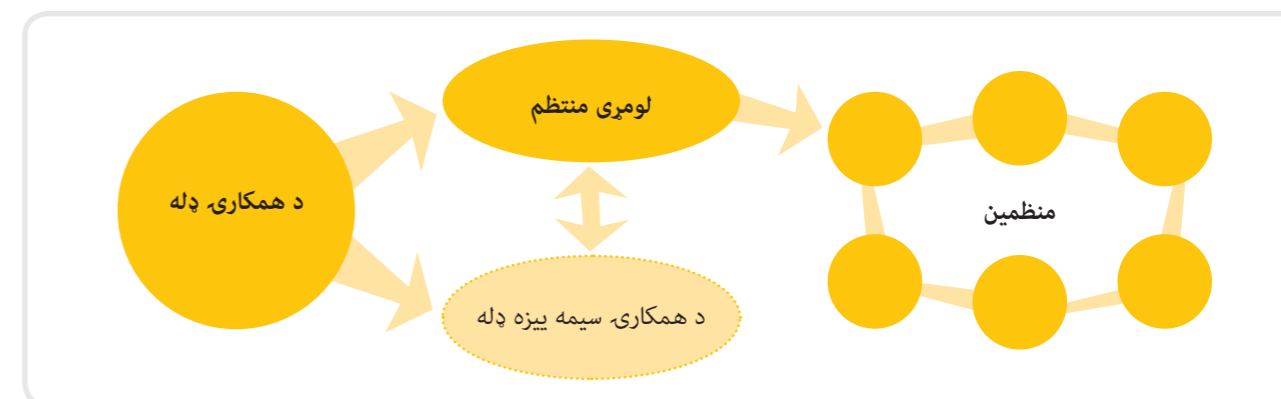 لومړی منتظم
د همکارۍ ډله
منظمین
د همکارۍ سیمه ییزه ډله